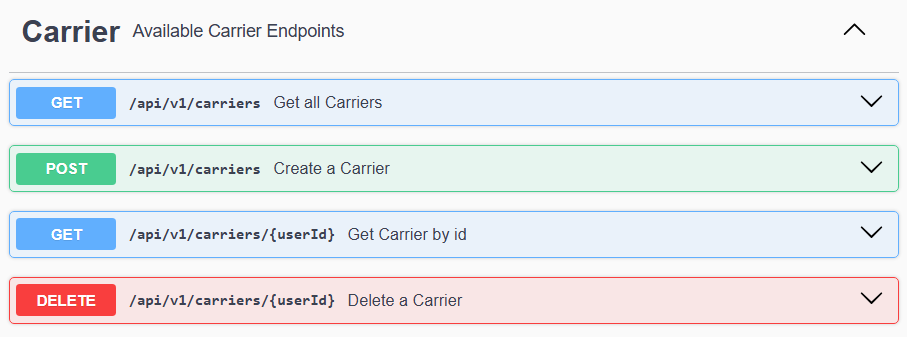 Carrier Available Carrier Endpoints
GET /api/v1/carriers Get all Carriers
POST /api/v1/carriers Create a Carrier
GET /api/v1/carriers/{userId} Get Carrier by id
DELETE /api/v1/carriers/{userId} Delete a Carrier